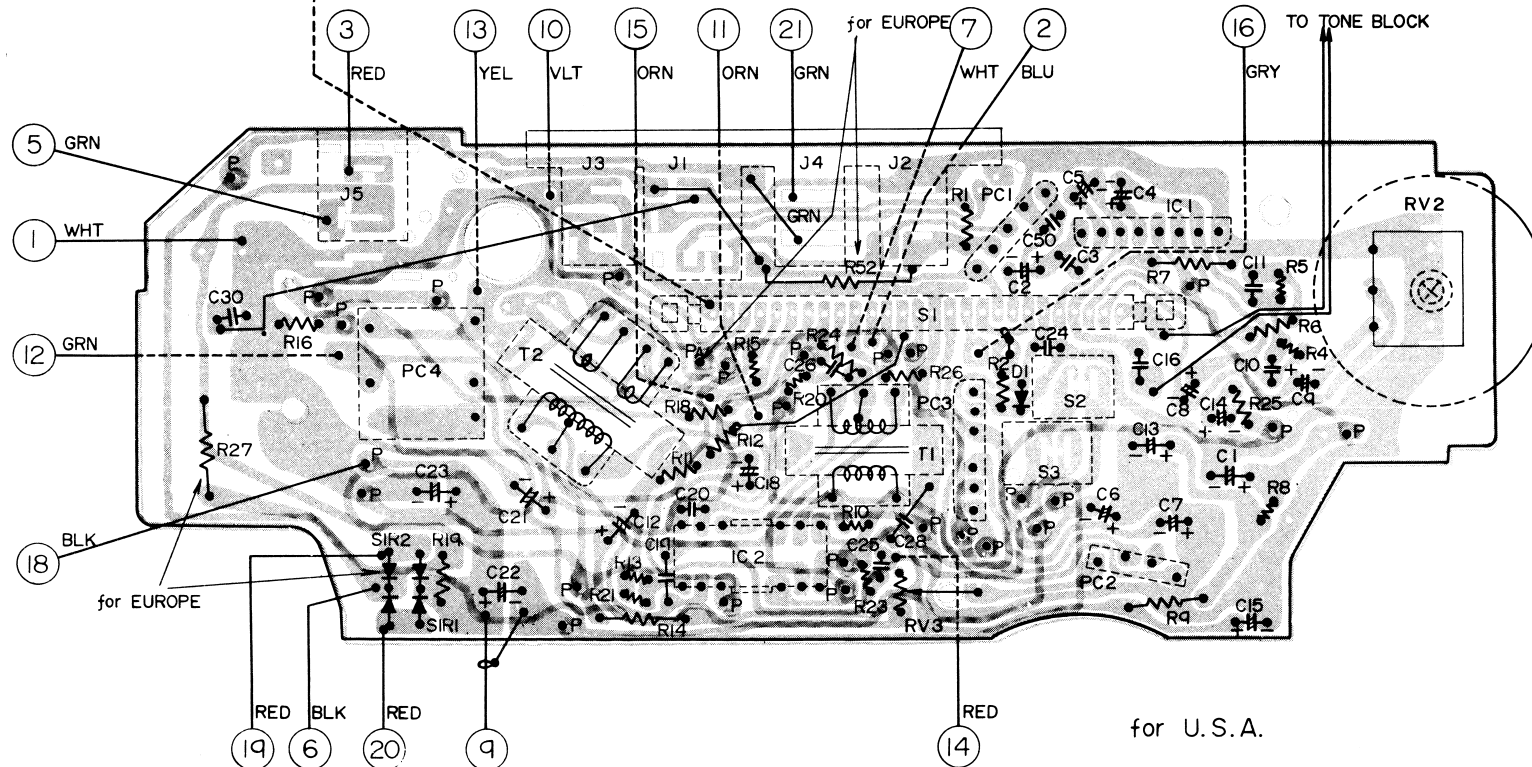 3 13 10 15 11 21 for EUROPE 7 2 16 TO TONE BLOCK
RED YEL VLT ORN ORN GRN WHT BLU GRY
5 GRN
P J5 J3 J1 J4 J2 R1 PC1 C5 - + - + C4 IC1 RV2
GRN
1 WHT
C50 C3
P R52 + - C2 R7 C11 R5
C30 P P P S1 P
R16 R6
12 GRN
T2 PC4 P P R15 R24 P P C24 C16 C10 R4
C26 R26 R2 D1
R18 R20 P PC3 S2 - + C8 C14 + - R25 C9 + -
R27 R12 T1 C13 - + P P
R11 - + C18 S3 C1 - +
P
P C23 - + C21 - + C20 P P C6 - + C7 - + R8
C12 - + R10 C28 P P P P
18 BLK
SIR2 R19 C19 IC2 C25 P
C22 + - R13 PC2
for EUROPE
P R21 P P R23
SIR1 P R14 RV3 R9 C15 + -
RED BLK RED RED
19 6 20 9 14
for U.S.A.